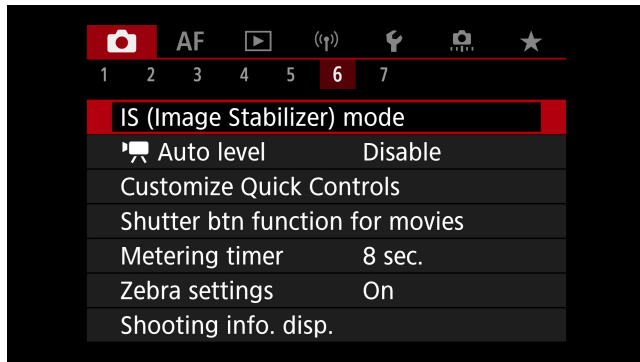 AF
1 2 3 4 5 6 7
IS (Image Stabilizer) mode
Auto level Disable
Customize Quick Controls
Shutter btn function for movies
Metering timer 8 sec.
Zebra settings On
Shooting info. disp.